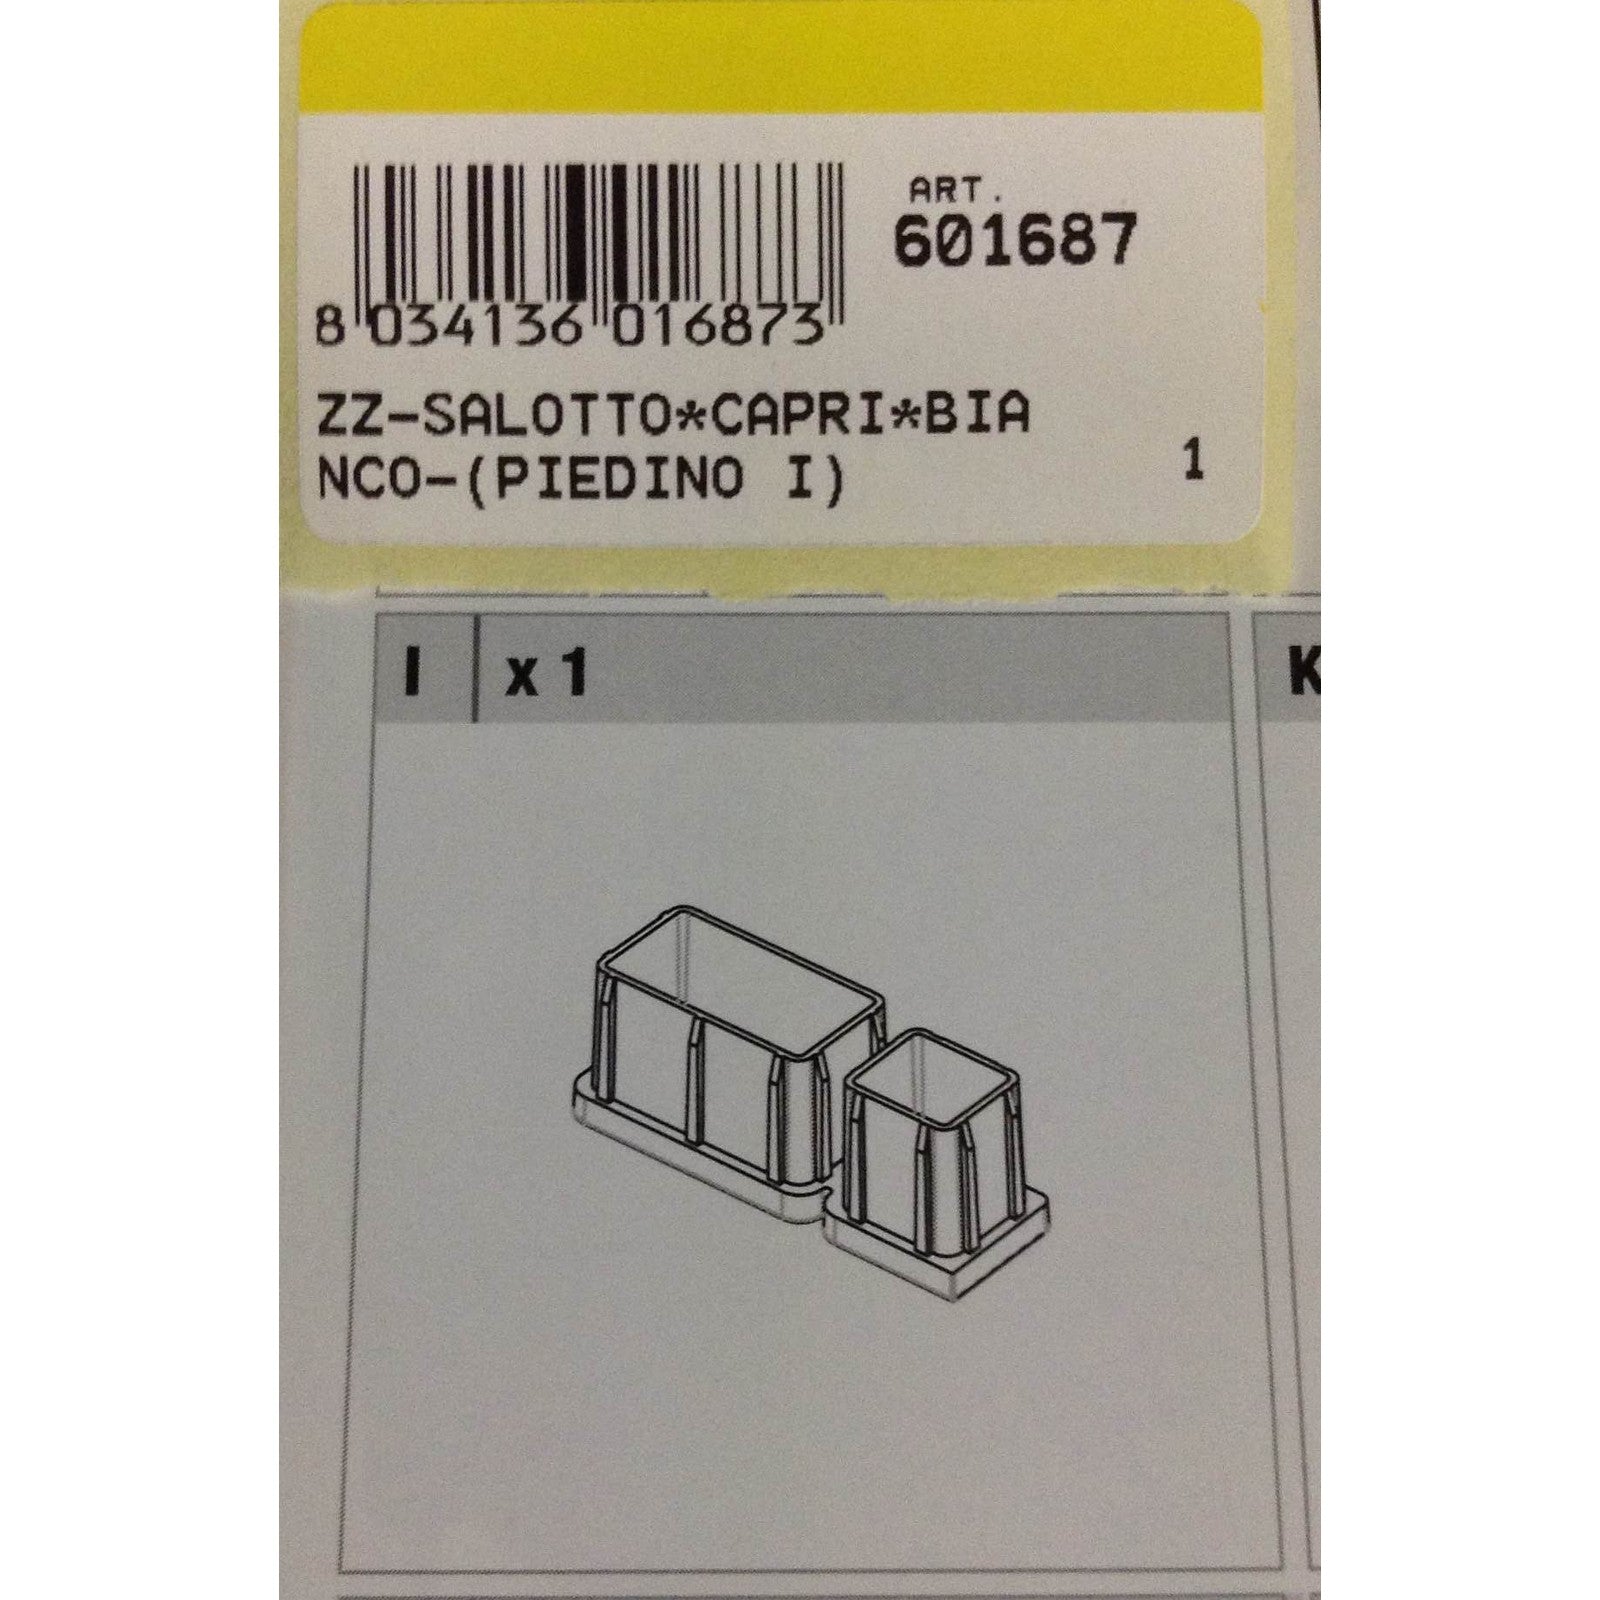 ART.
601687
8 034136 016873
ZZ-SALOTTO*CAPRI*BIA
NCO-(PIEDINO I)
1
I x 1
K